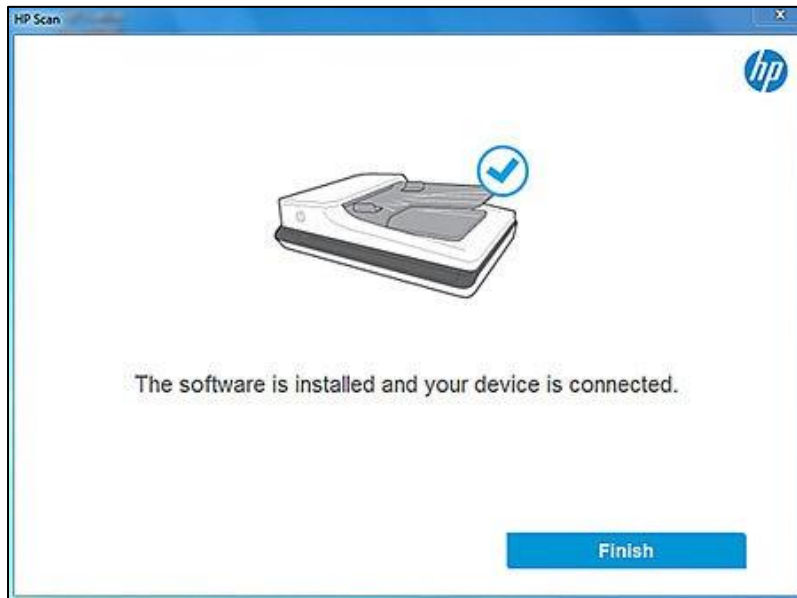 HP Scan
hp
The software is installed and your device is connected.
Finish